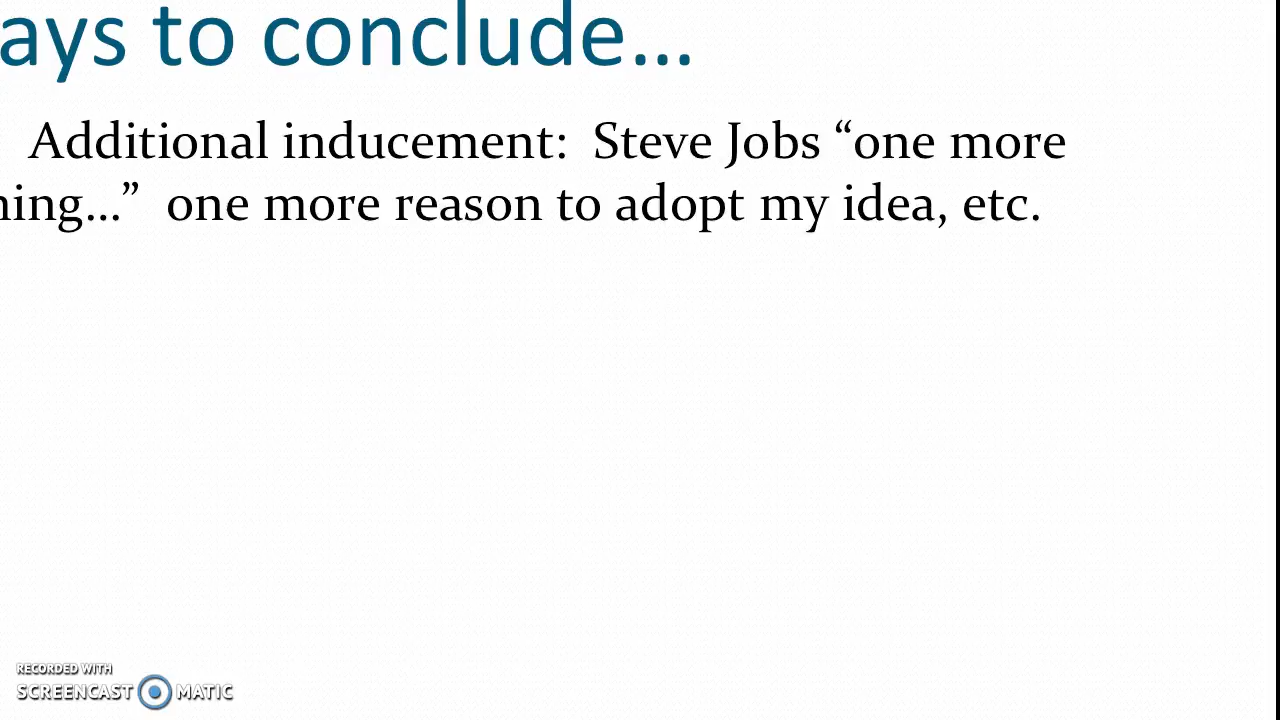 ays to conclude...
Additional inducement: Steve Jobs “one more
ning...” one more reason to adopt my idea, etc.
RECORDED WITH
SCREENCAST MATIC